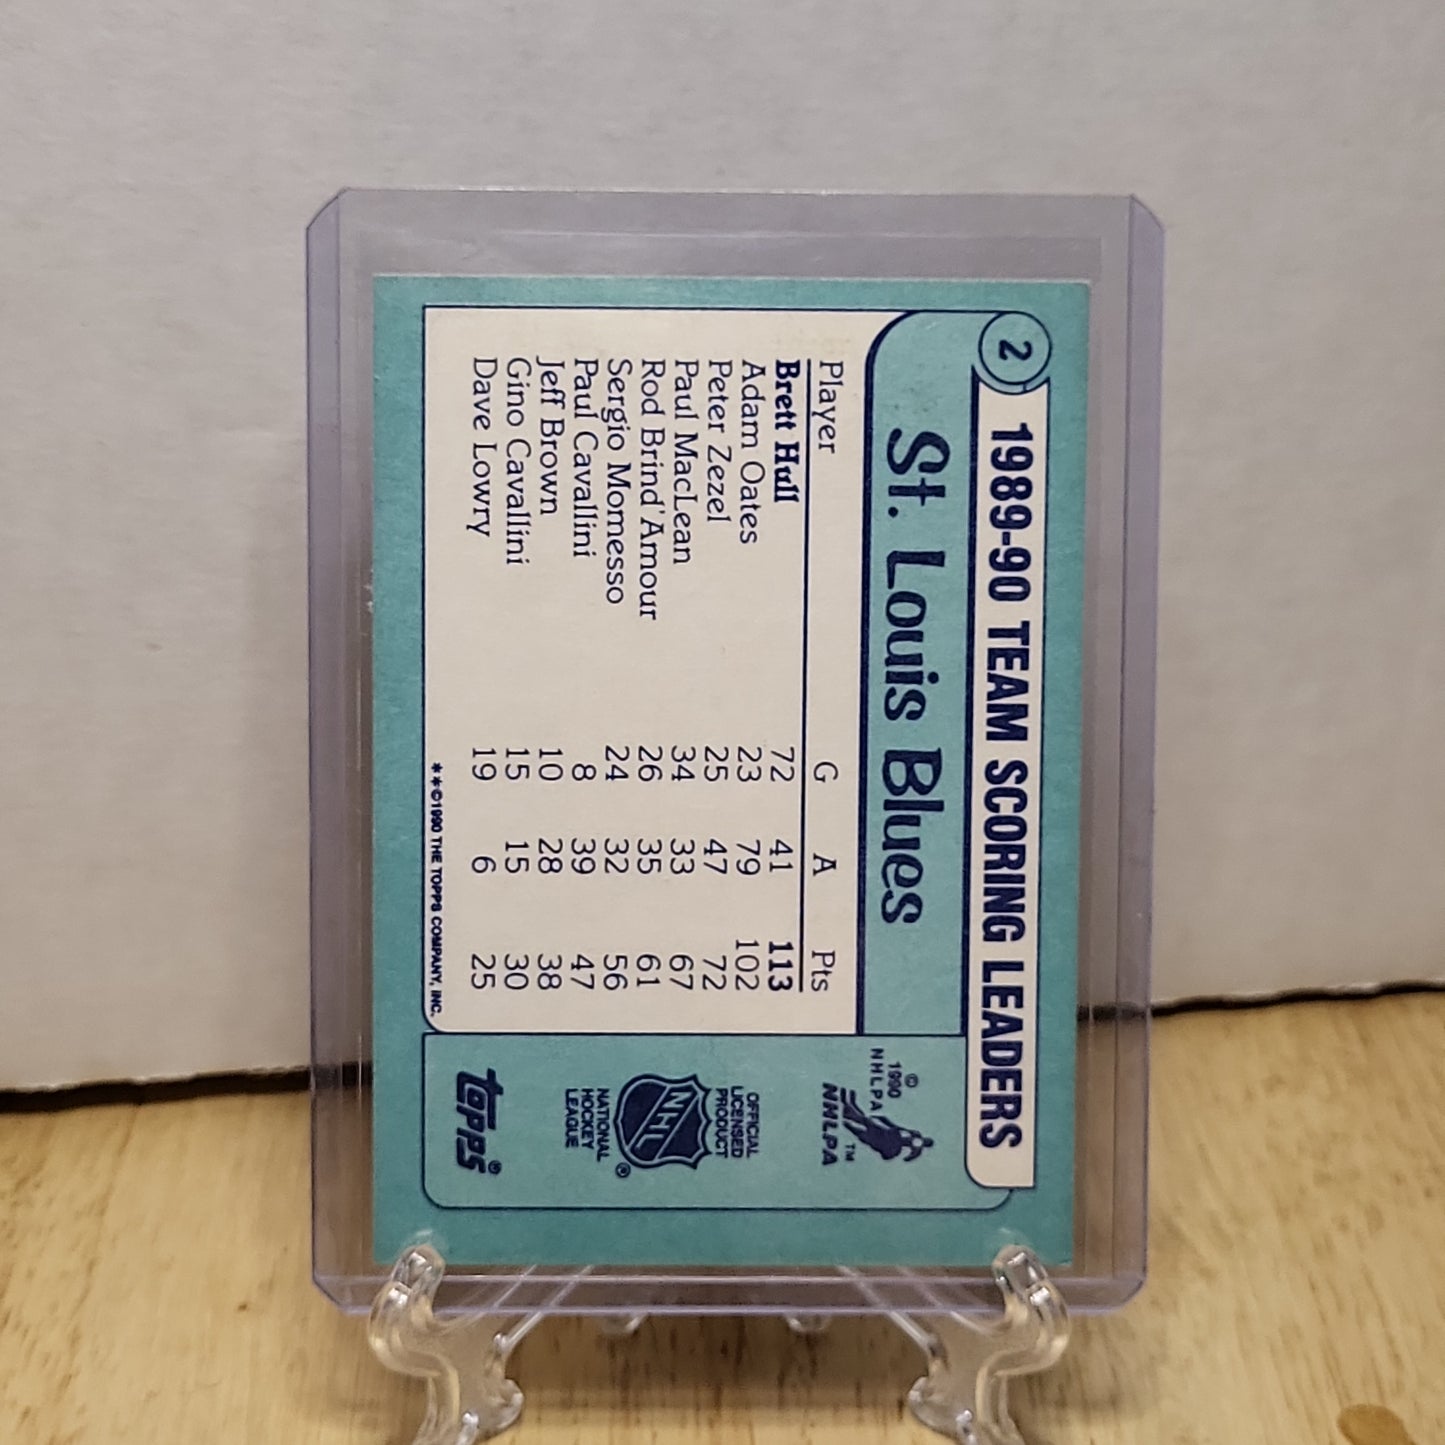 2
1989-90 TEAM SCORING LEADERS
St. Louis Blues
Player G A Pts
Brett Hull 72 41 113
Adam Oates 23 79 102
Peter Zezel 25 47 72
Paul MacLean 34 33 67
Rod Brind'Amour 26 35 61
Sergio Momesso 24 32 56
Paul Cavallini 8 39 47
Jeff Brown 10 28 38
Gino Cavallini 15 15 30
Dave Lowry 19 6 25
**©1990 THE TOPPS COMPANY, INC.
©
1990
NHLPA
TM
NHLPA
OFFICIAL
LICENSED
PRODUCT
NHL
®
NATIONAL
HOCKEY
LEAGUE
topps®